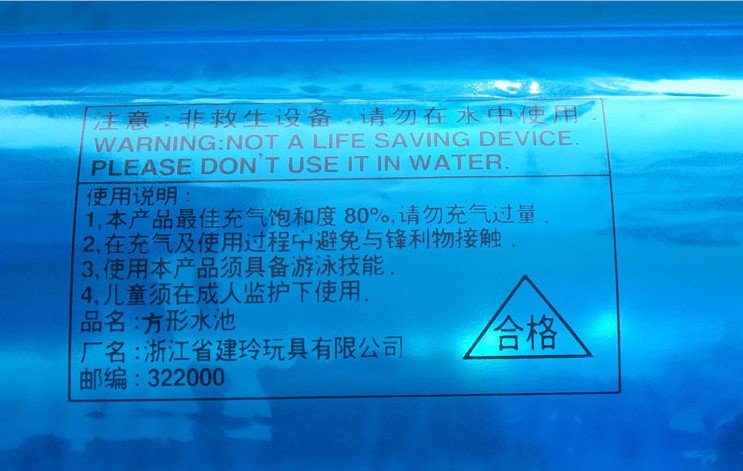 注意:非救生设备.请勿在水中使用.
WARNING:NOT A LIFE SAVING DEVICE.
PLEASE DON'T USE IT IN WATER.
使用说明:
1,本产品最佳充气饱和度 80%,请勿充气过量.
2,在充气及使用过程中避免与锋利物接触.
3,使用本产品须具备游泳技能.
4,儿童须在成人监护下使用.
品名:方形水池
厂名:浙江省建玲玩具有限公司
邮编:322000
合格